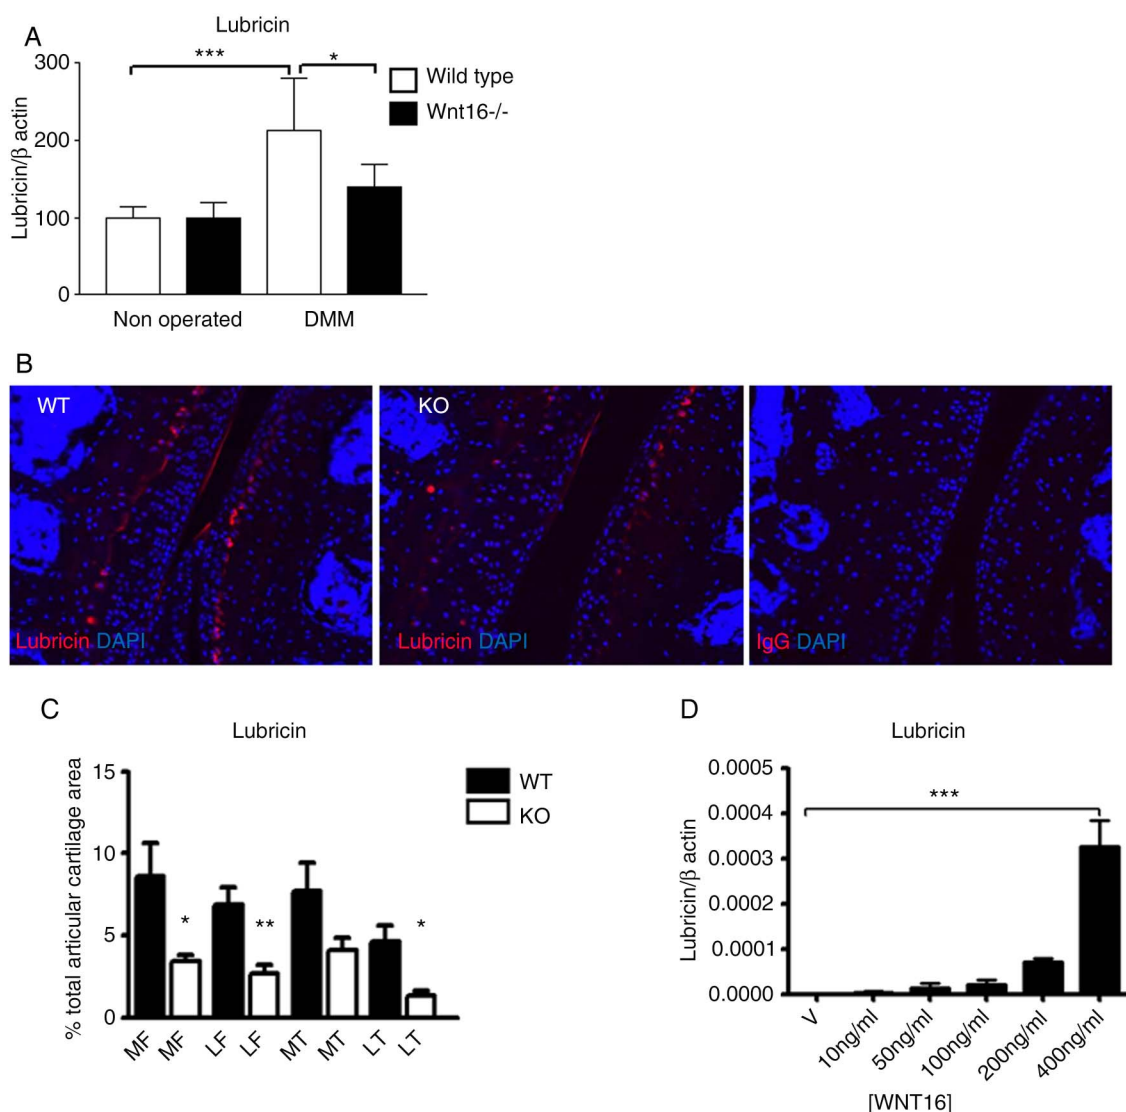 A
Lubricin
***
*
300
200
100
0
Lubricin/β actin
Wild type
Wnt16-/-
Non operated
DMM
B
WT
KO
Lubricin DAPI
Lubricin DAPI
IgG DAPI
C
Lubricin
% total articular cartilage area
15
10
5
0
*
**
*
WT
KO
MF
MF
LF
LF
MT
MT
LT
LT
D
Lubricin
Lubricin/β actin
0.0005
0.0004
0.0003
0.0002
0.0001
0.0000
***
V
10ng/ml
50ng/ml
100ng/ml
200ng/ml
400ng/ml
[WNT16]